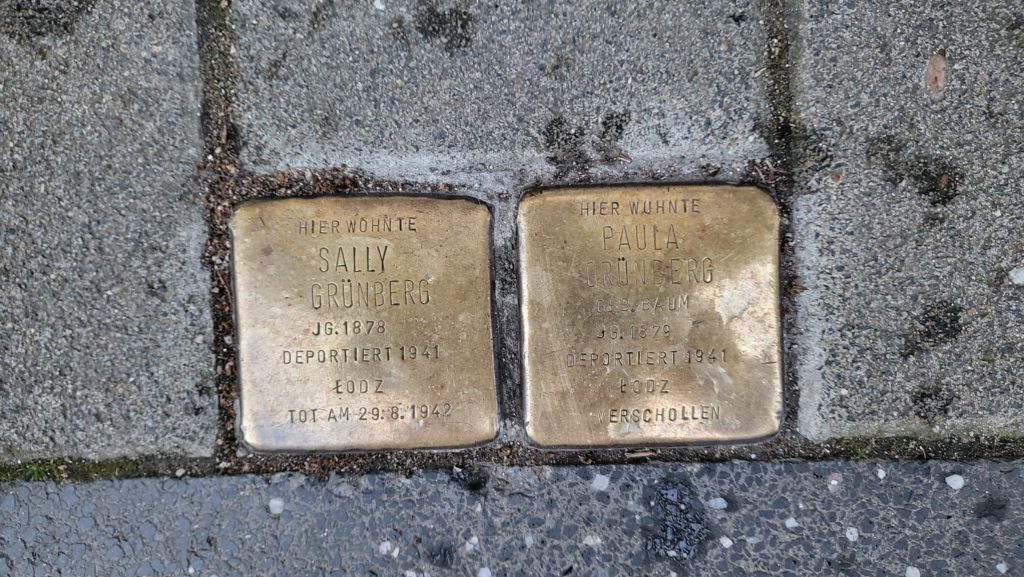 HIER WOHNTE
SALLY
GRÜNBERG
JG. 1878
DEPORTIERT 1941
ŁODZ
TOT AM 29.8.1942
HIER WOHNTE
PAULA
GRÜNBERG
GEB. BAUM
JG. 1879
DEPORTIERT 1941
ŁODZ
VERSCHOLLEN